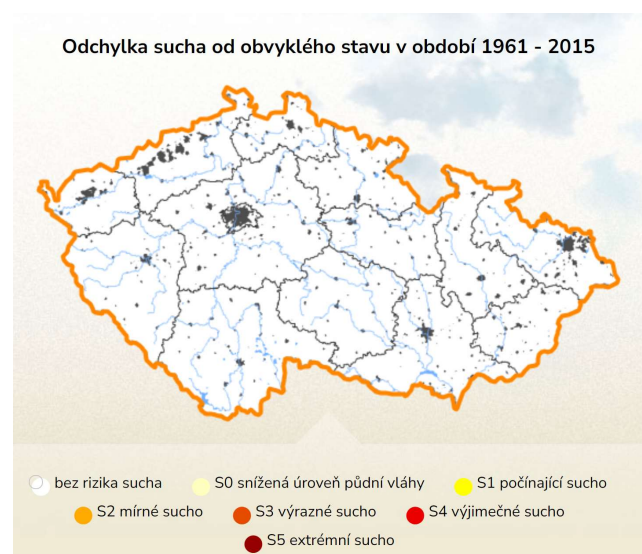 Odchylka sucha od obvyklého stavu v období 1961 - 2015
bez rizika sucha S0 snížená úroveň půdní vláhy S1 počínající sucho
S2 mírné sucho S3 výrazné sucho S4 výjimečné sucho
S5 extrémní sucho